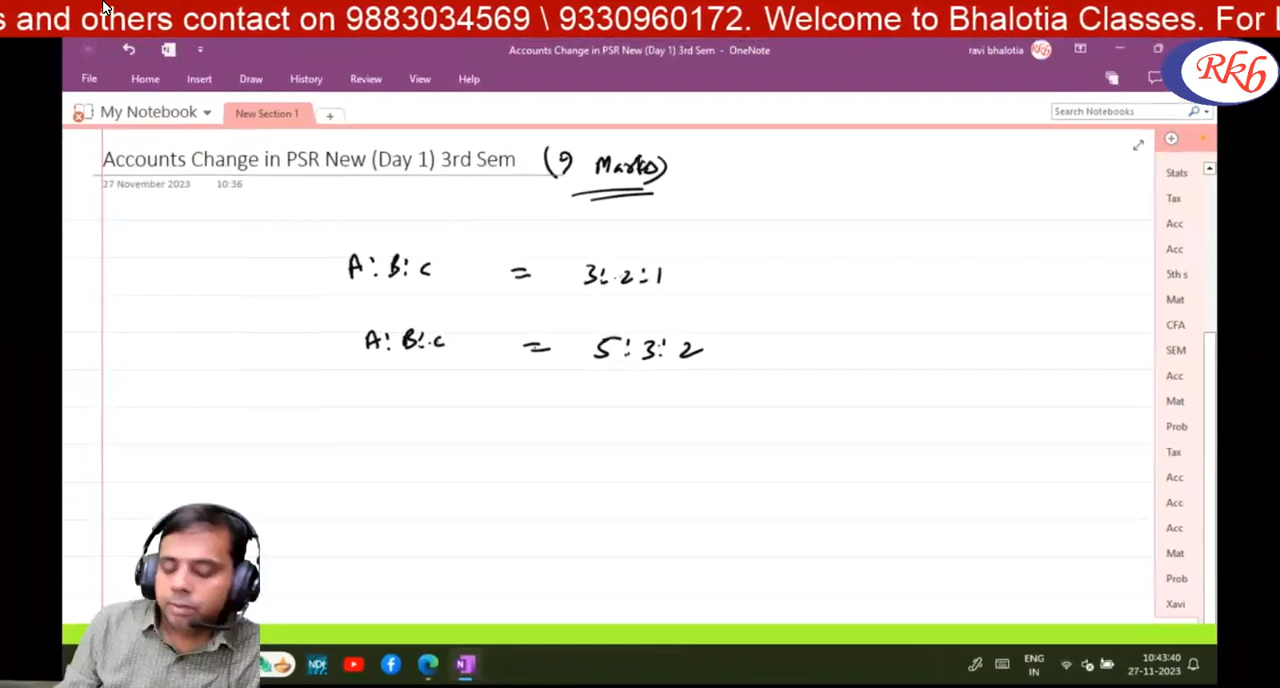 s and others contact on 9883034569 \ 9330960172. Welcome to Bhalotia Classes. For
Accounts Change in PSR New (Day 1) 3rd Sem - OneNote
ravi bhalotia
Rkb
File Home Insert Draw History Review View Help
My Notebook
New Section 1
Search Notebooks
Accounts Change in PSR New (Day 1) 3rd Sem (9 Marks)
27 November 2023 10:36
A: B: C = 3: 2: 1
A: B: C = 5: 3: 2
Stats
Tax
Acc
Acc
5th s
Mat
CFA
SEM
Acc
Mat
Prob
Tax
Acc
Acc
Acc
Mat
Prob
Xavi
ENG
IN
10:43:40
27-11-2023